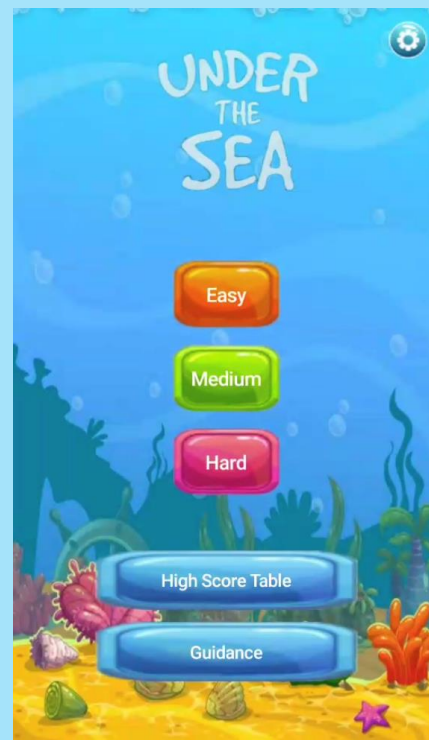 UNDER
THE
SEA
Easy
Medium
Hard
High Score Table
Guidance